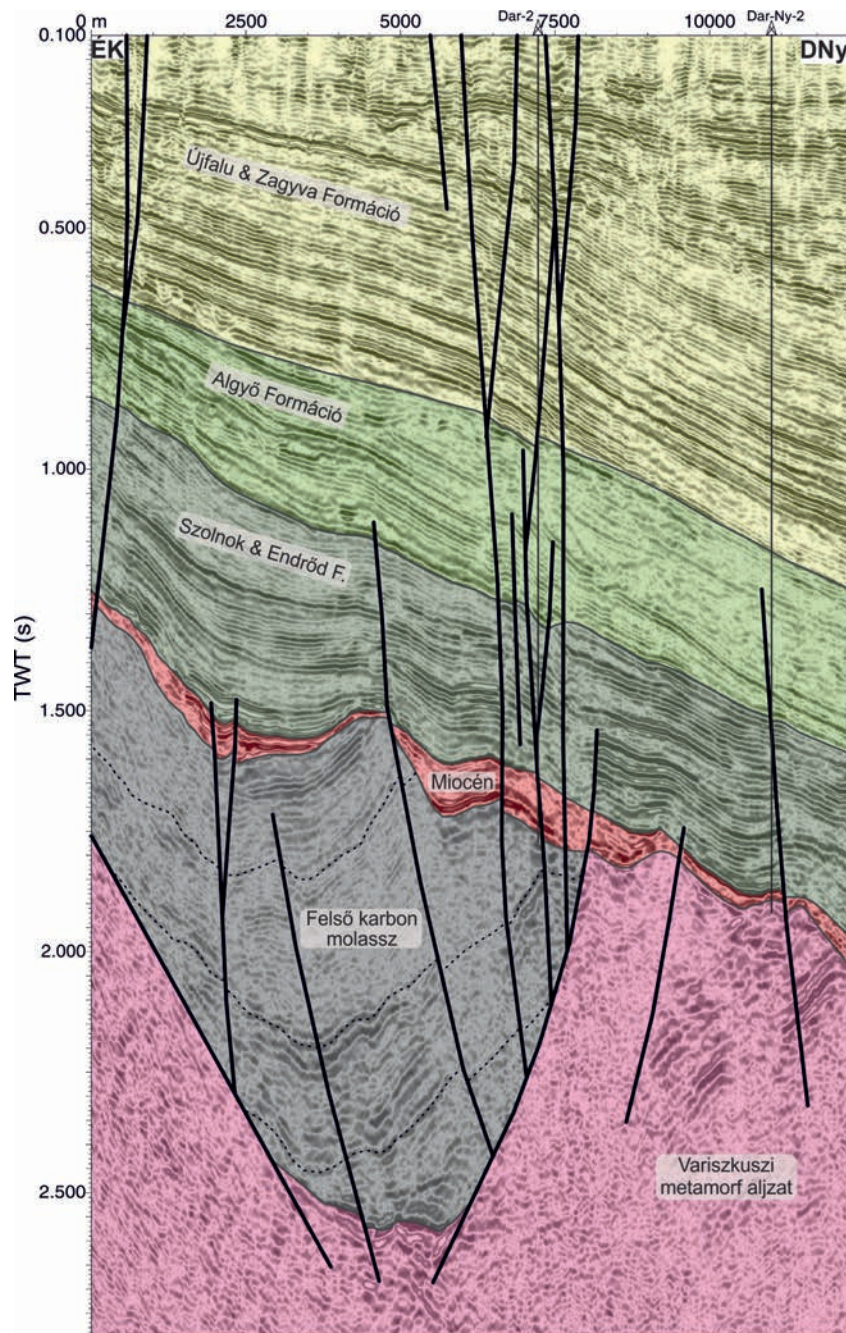 0 m 2500 5000 Dar-2 7500 10000 Dar-Ny-2
0.100
ÉK DNy
Újfalu & Zagyva Formáció
0.500
Algyő Formáció
1.000
Szolnok & Endrőd F.
TWT (s)
1.500
Miocén
Felső karbon
molassz
2.000
Variszkuszi
metamorf aljzat
2.500